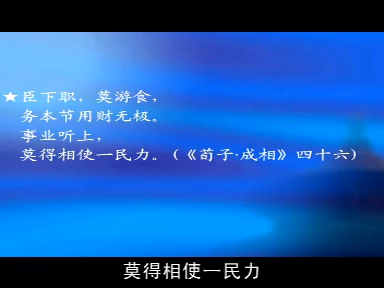 ★臣下职，莫游食，
务本节用财无极。
事业听上，
莫得相使一民力。(《荀子·成相》四十六)
莫得相使一民力